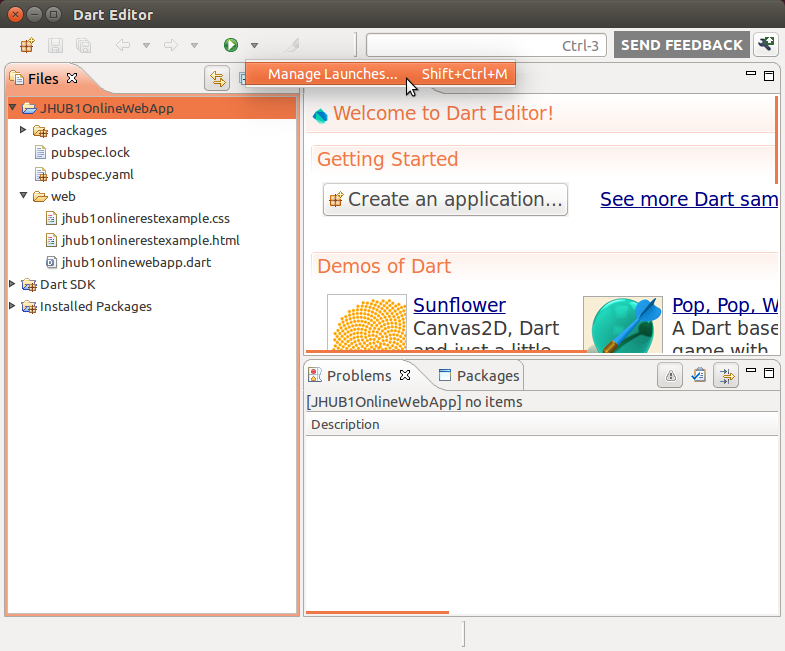 Dart Editor
Ctrl-3
SEND FEEDBACK
Files
Manage Launches... Shift+Ctrl+M
JHUB1OnlineWebApp
packages
pubspec.lock
pubspec.yaml
web
jhub1onlinerestexample.css
jhub1onlinerestexample.html
jhub1onlinewebapp.dart
Dart SDK
Installed Packages
Welcome to Dart Editor!
Getting Started
Create an application...
See more Dart sam
Demos of Dart
Sunflower
Canvas2D, Dart
and just a little
Pop, Pop, W
A Dart base
game with
Problems
Packages
[JHUB1OnlineWebApp] no items
Description